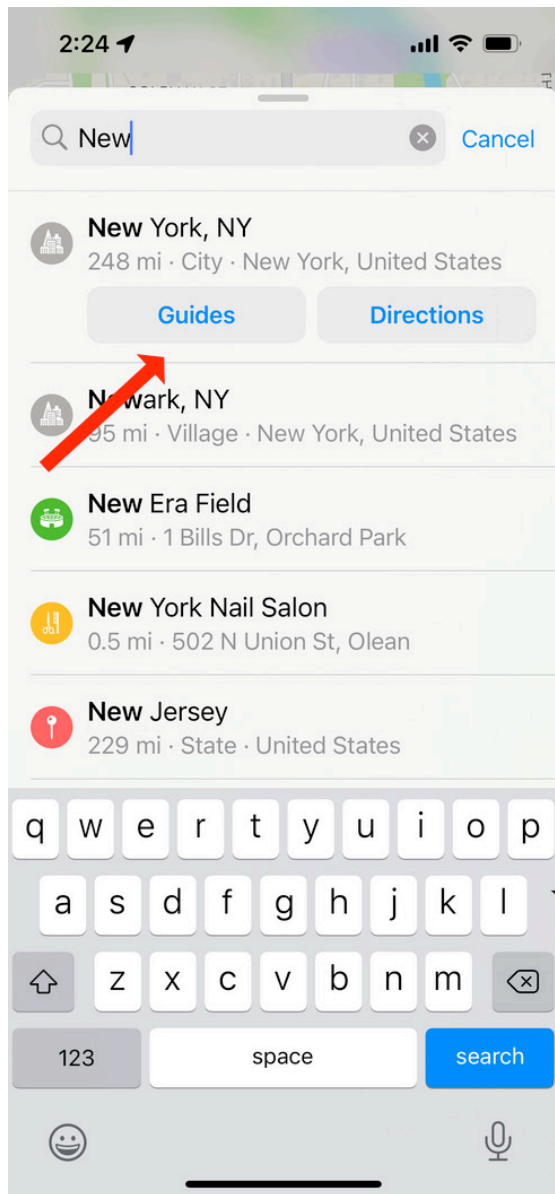 2:24
New
Cancel
New York, NY
248 mi · City · New York, United States
Guides
Directions
Newark, NY
95 mi · Village · New York, United States
New Era Field
51 mi · 1 Bills Dr, Orchard Park
New York Nail Salon
0.5 mi · 502 N Union St, Olean
New Jersey
229 mi · State · United States
q w e r t y u i o p
a s d f g h j k l
z x c v b n m
123 space search